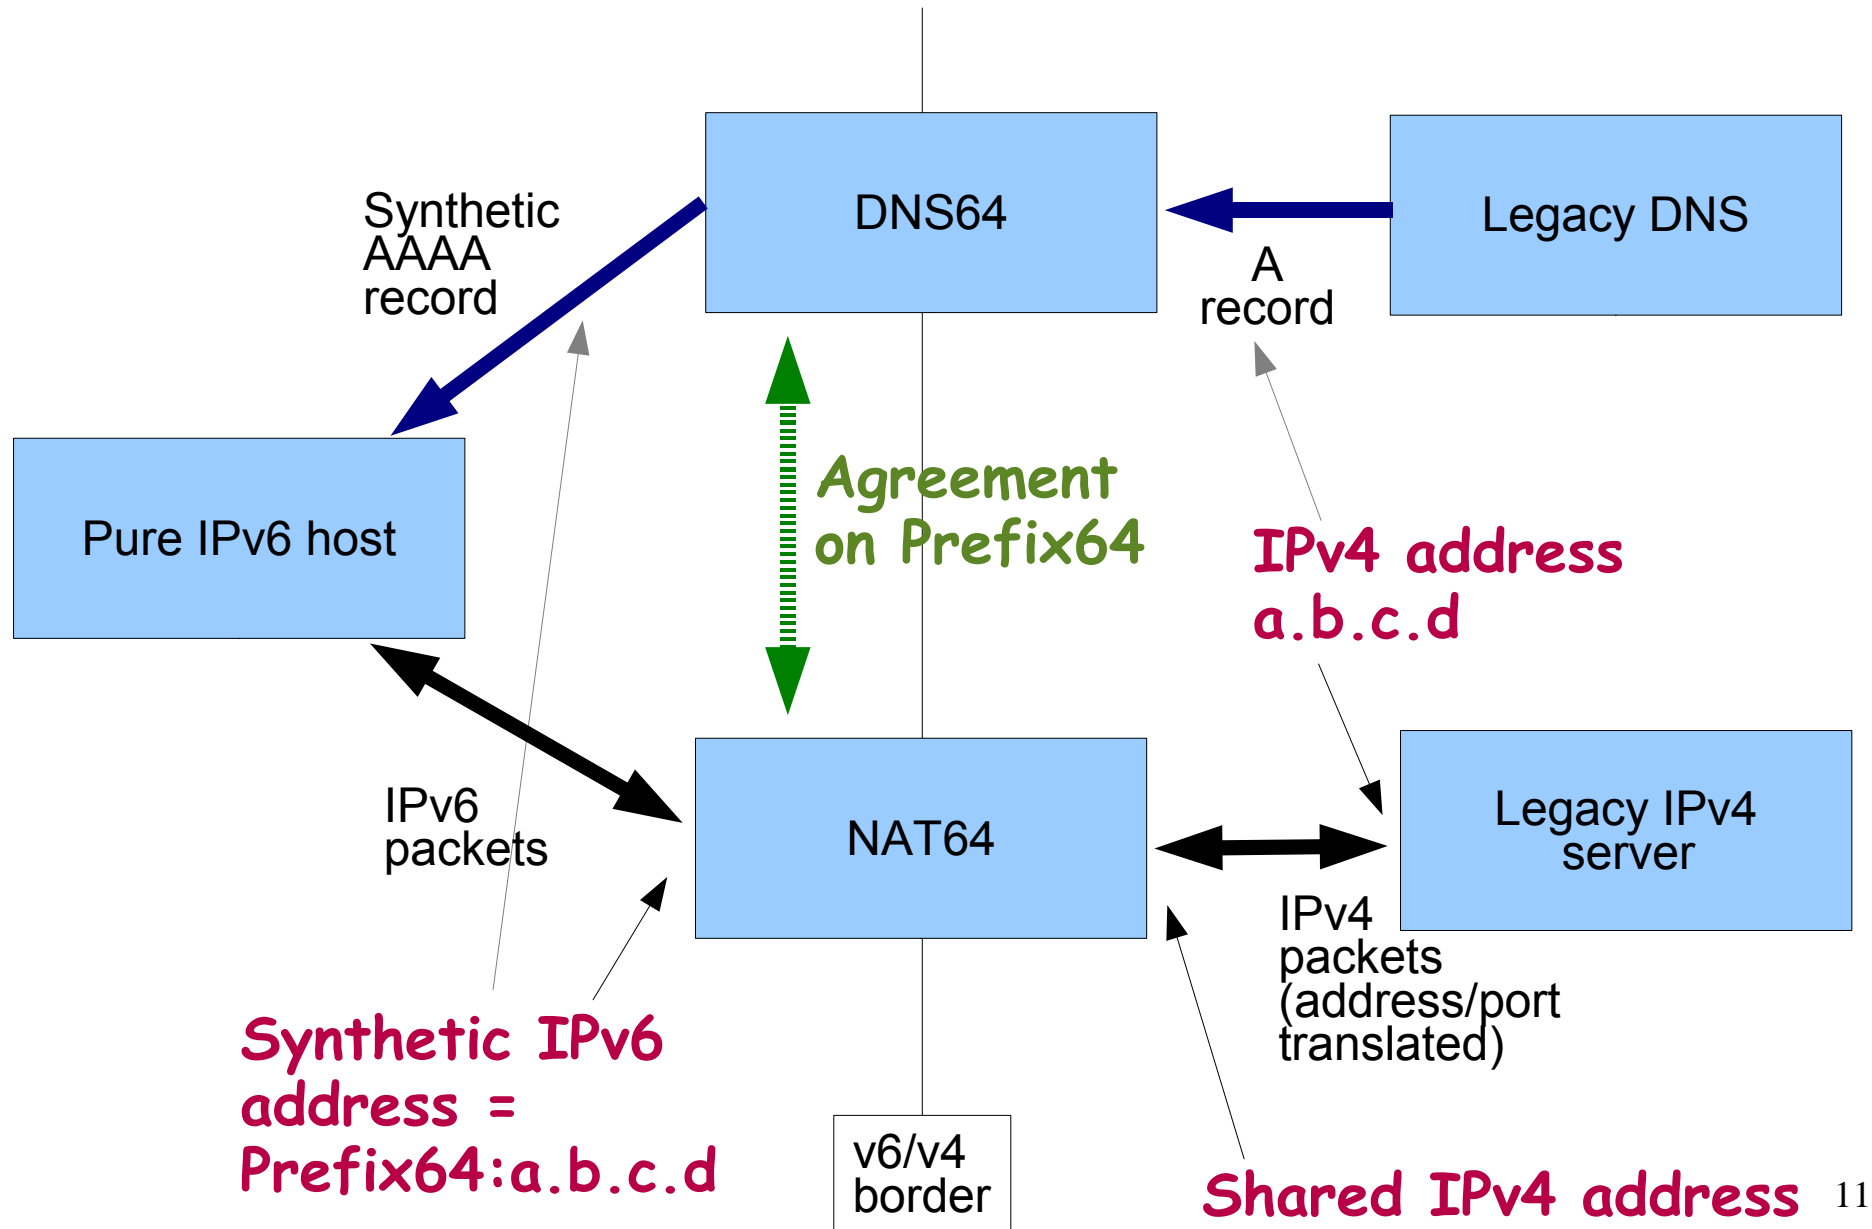 DNS64
Legacy DNS
Synthetic
AAAA
record
A
record
Pure IPv6 host
Agreement
on Prefix64
IPv4 address
a.b.c.d
IPv6
packets
NAT64
Legacy IPv4
server
IPv4
packets
(address/port
translated)
Synthetic IPv6
address =
Prefix64:a.b.c.d
v6/v4
border
Shared IPv4 address
11